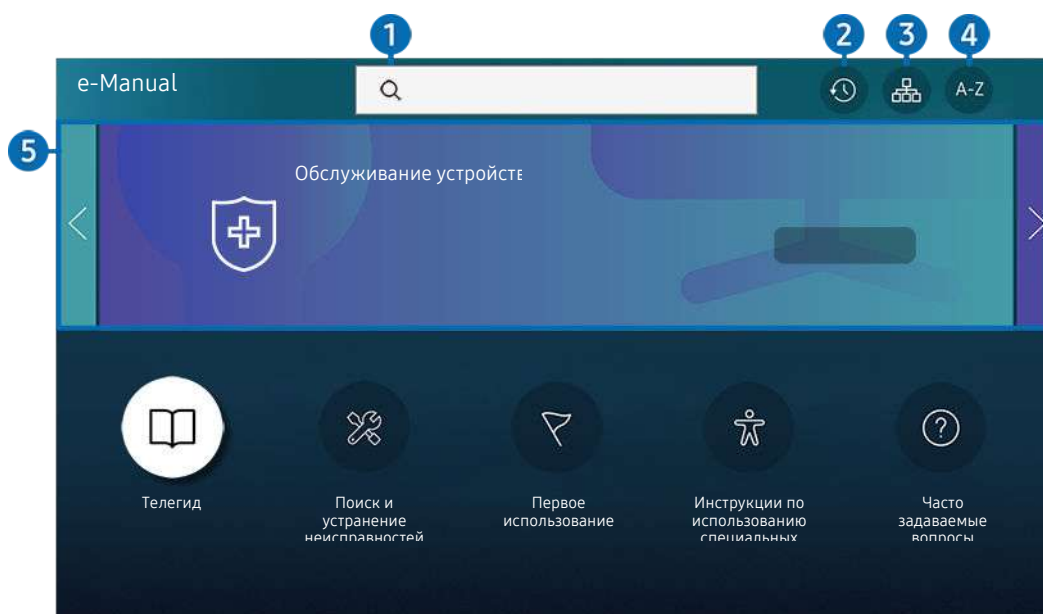 1 2 3 4
e-Manual
A-Z
5
Обслуживание устройств
Телегид
Поиск и
устранение
неисправностей
Первое
использование
Инструкции по
использованию
специальных
Часто
задаваемые
вопросы